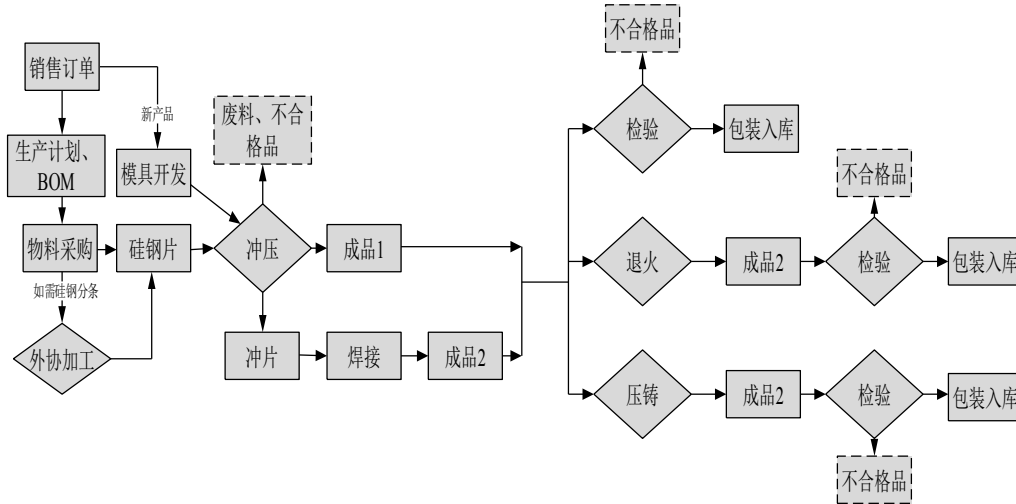 销售订单
新产品
生产计划、
BOM
模具开发
废料、不合
格品
物料采购
硅钢片
冲压
成品1
如需硅钢分条
外协加工
冲片
焊接
成品2
不合格品
检验
包装入库
不合格品
退火
成品2
检验
包装入库
压铸
成品2
检验
包装入库
不合格品